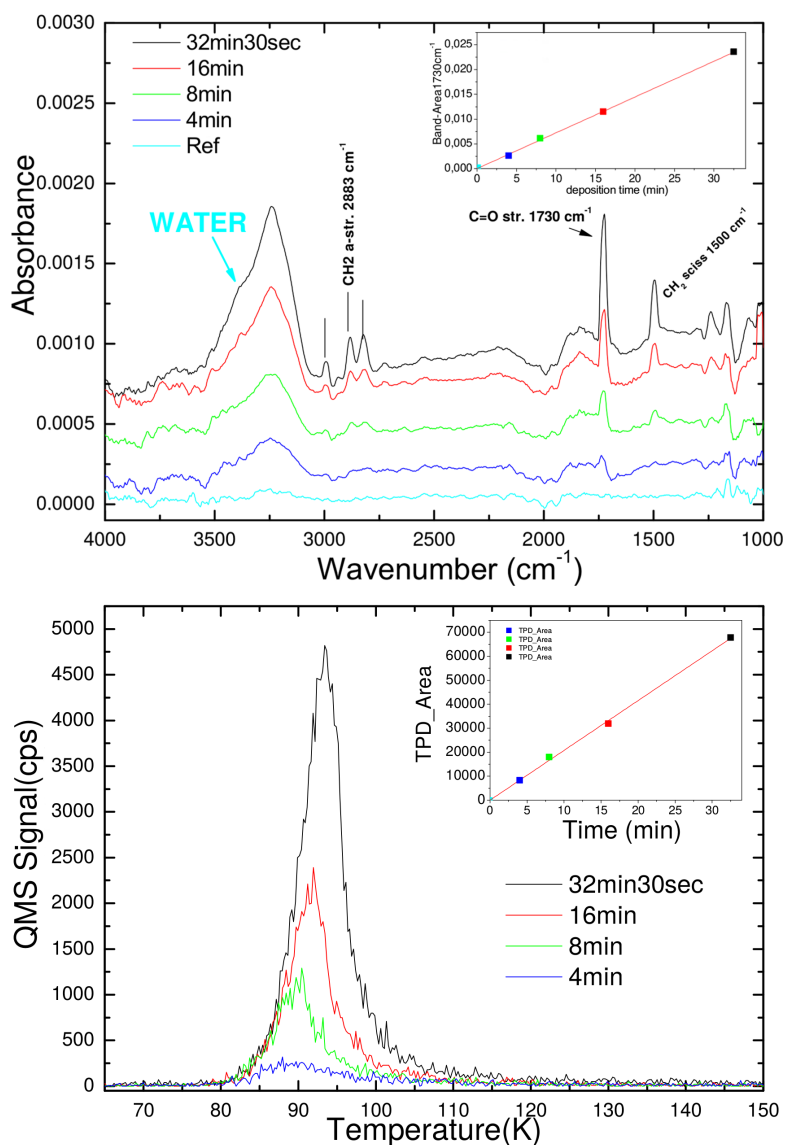 0.0030
0.0025
0.0020
0.0015
0.0010
0.0005
0.0000
Absorbance
32min30sec
16min
8min
4min
Ref
WATER
CH2 a-str. 2883 cm⁻¹
C=O str. 1730 cm⁻¹
CH₂ sciss 1500 cm⁻¹
0,025
0,020
0,015
0,010
0,005
0,000
Band-Area1730cm⁻¹
0 5 10 15 20 25 30
deposition time (min)
4000 3500 3000 2500 2000 1500 1000
Wavenumber (cm⁻¹)
5000
4500
4000
3500
3000
2500
2000
1500
1000
500
0
QMS Signal(cps)
70000
60000
50000
40000
30000
20000
10000
0
TPD_Area
TPD_Area
TPD_Area
TPD_Area
TPD_Area
0 5 10 15 20 25 30
Time (min)
32min30sec
16min
8min
4min
70 80 90 100 110 120 130 140 150
Temperature(K)